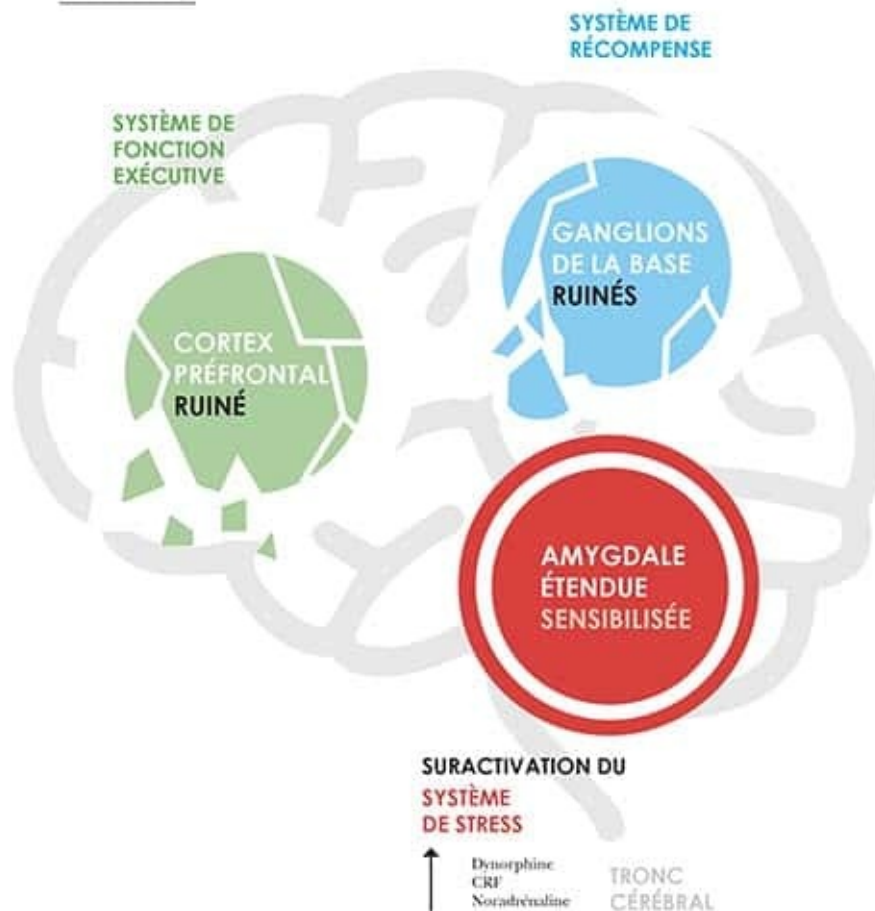 SYSTÈME DE
RÉCOMPENSE
SYSTÈME DE
FONCTION
EXÉCUTIVE
GANGLIONS
DE LA BASE
RUINÉS
CORTEX
PRÉFRONTAL
RUINÉ
AMYGDALE
ÉTENDUE
SENSIBILISÉE
SURACTIVATION DU
SYSTÈME
DE STRESS
Dynorphine
CRF
Noradrénaline
TRONC
CÉRÉBRAL